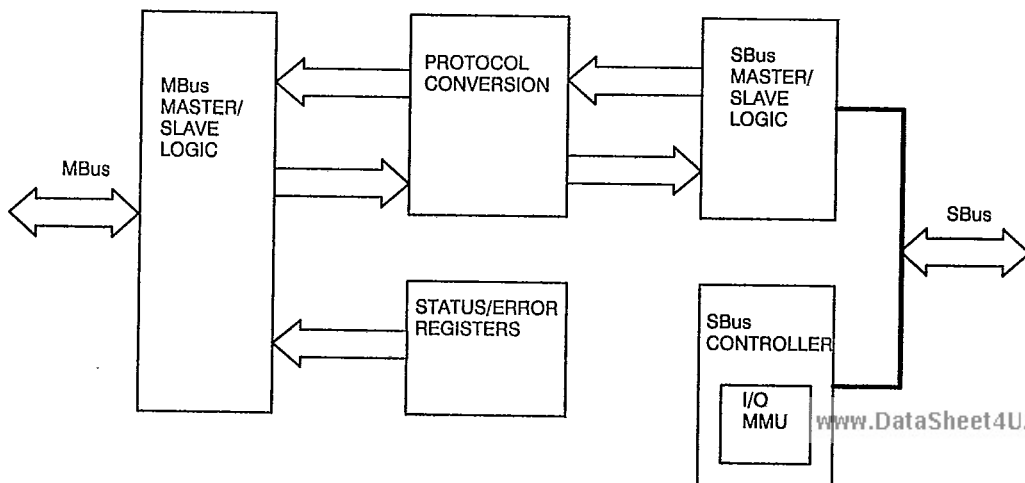 MBus
MBus
MASTER/
SLAVE
LOGIC
PROTOCOL
CONVERSION
SBus
MASTER/
SLAVE
LOGIC
SBus
STATUS/ERROR
REGISTERS
SBus
CONTROLLER
I/O
MMU
www.DataSheet4U.